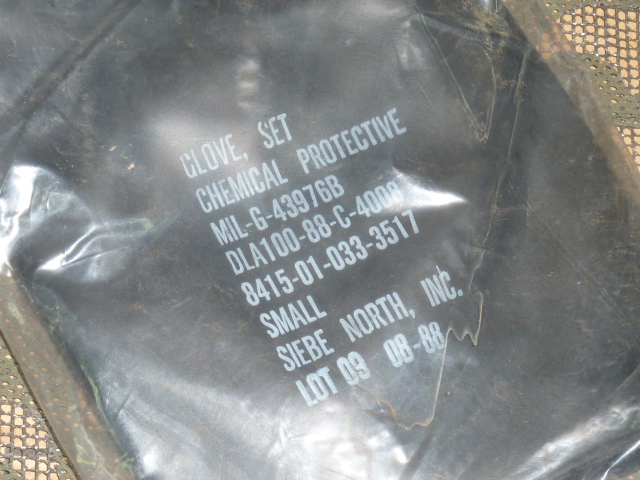 GLOVE, SET
CHEMICAL PROTECTIVE
MIL-G-43976B
DLA100-88-C-4000
8415-01-033-3517
SMALL
SIEBE NORTH, INC.
LOT 09 08-88